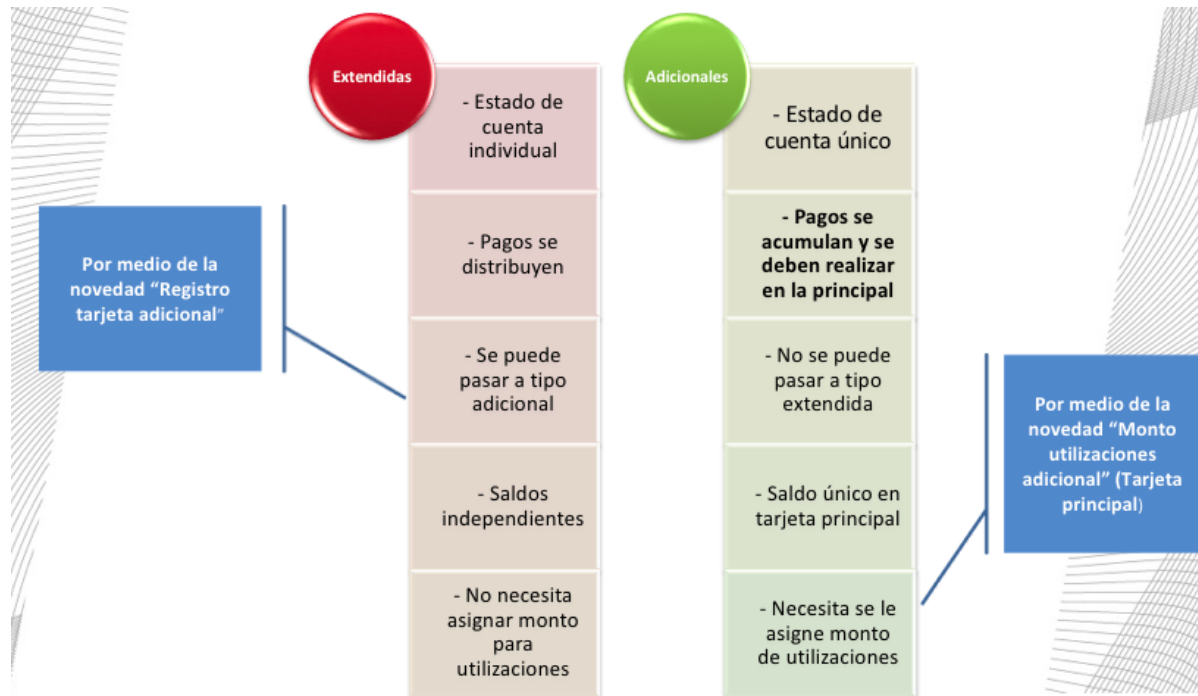 Extendidas
- Estado de
cuenta
individual
- Pagos se
distribuyen
- Se puede
pasar a tipo
adicional
- Saldos
independientes
- No necesita
asignar monto
para
utilizaciones
Por medio de la
novedad “Registro
tarjeta adicional”
Adicionales
- Estado de
cuenta único
- Pagos se
acumulan y se
deben realizar
en la principal
- No se puede
pasar a tipo
extendida
- Saldo único en
tarjeta principal
- Necesita se le
asigne monto
de utilizaciones
Por medio de la
novedad “Monto
utilizaciones
adicional” (Tarjeta
principal)